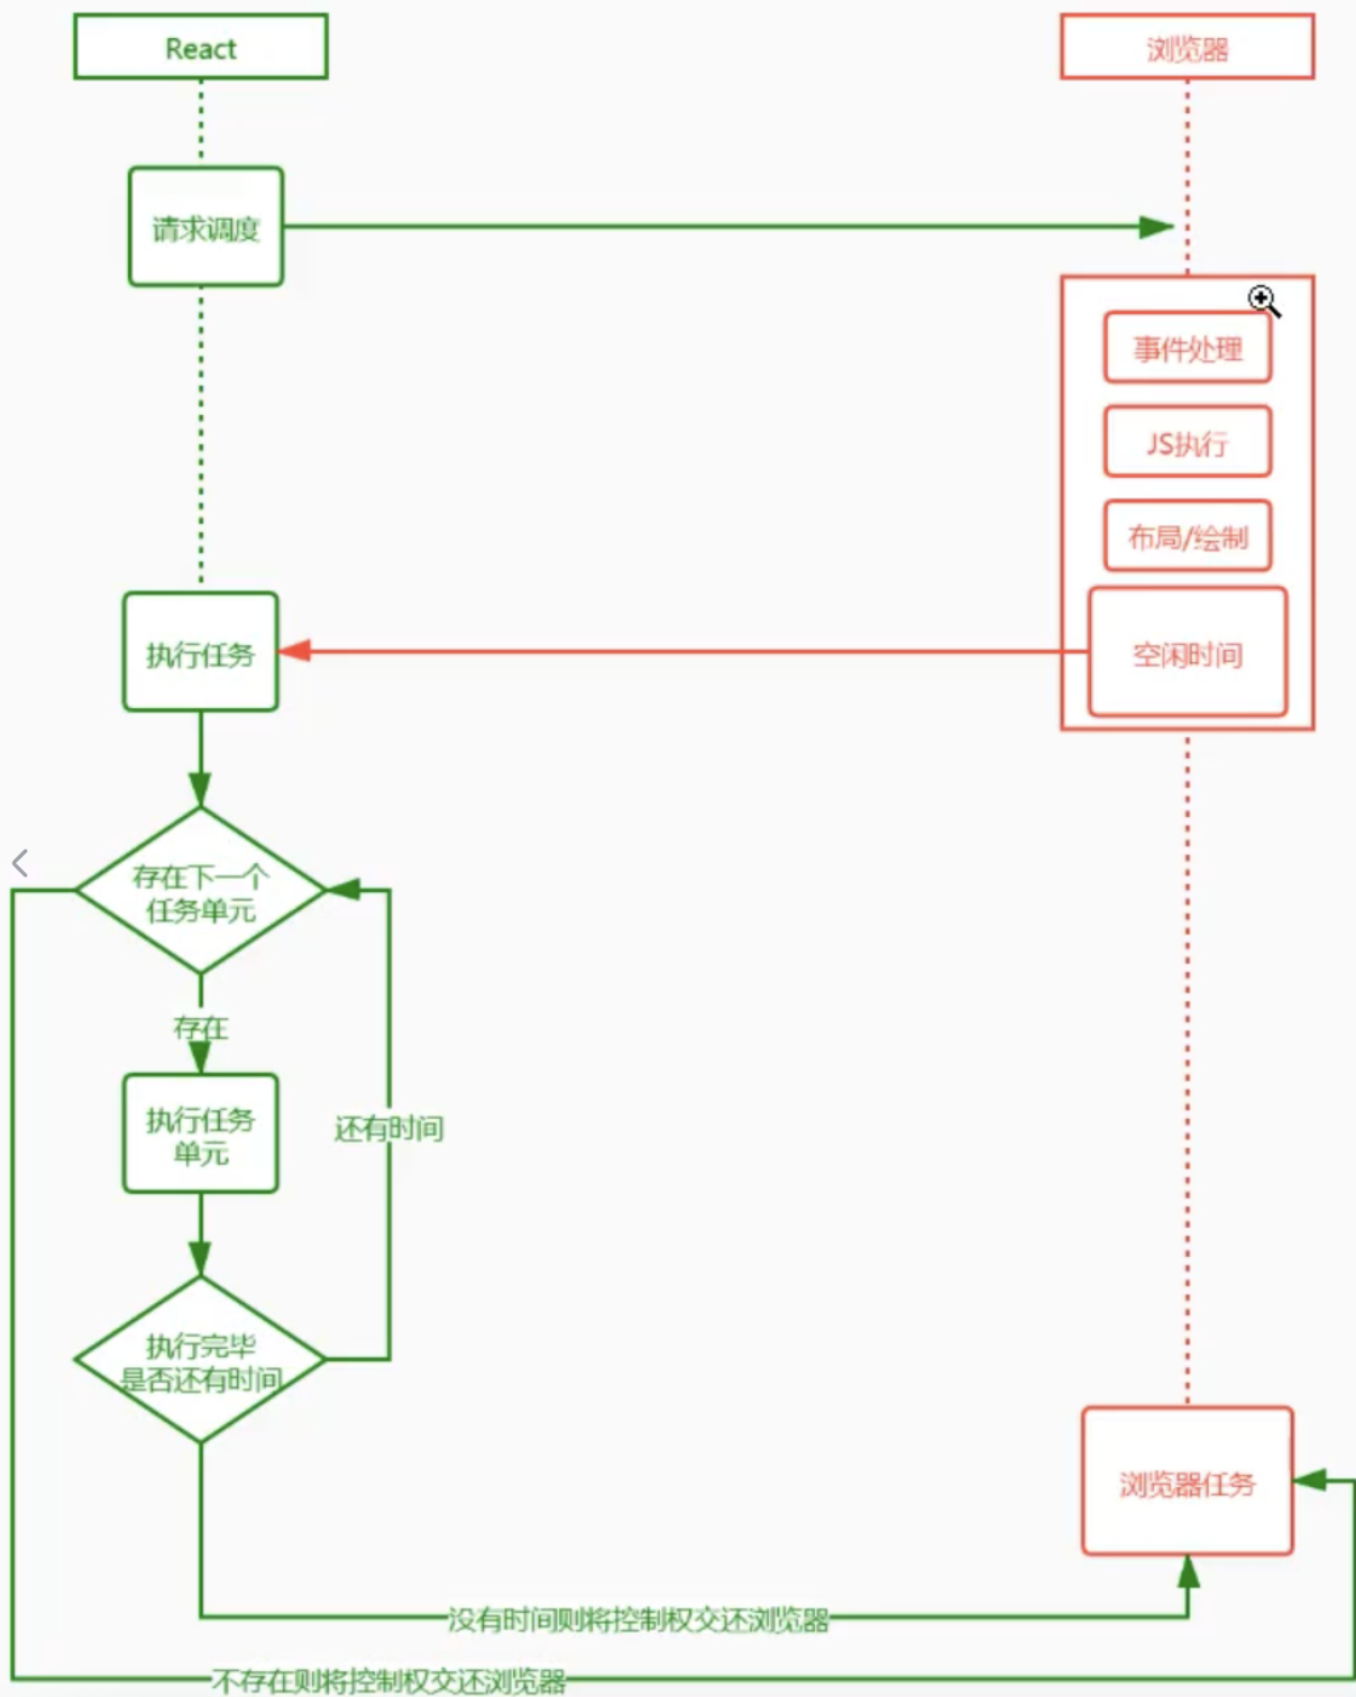 React
浏览器
请求调度
事件处理
JS执行
布局/绘制
空闲时间
执行任务
存在下一个
任务单元
存在
执行任务
单元
还有时间
执行完毕
是否还有时间
浏览器任务
没有时间则将控制权交还浏览器
不存在则将控制权交还浏览器